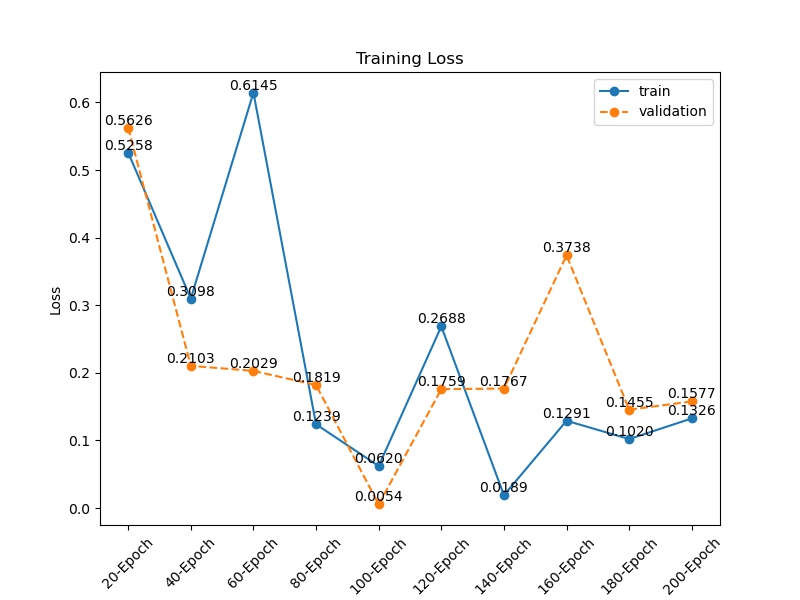 Training Loss
train
validation
Loss
0.6
0.5
0.4
0.3
0.2
0.1
0.0
0.5626
0.5258
0.3098
0.2103
0.6145
0.2029
0.1819
0.1239
0.0620
0.0054
0.2688
0.1759
0.1767
0.0189
0.3738
0.1291
0.1455
0.1020
0.1577
0.1326
20-Epoch
40-Epoch
60-Epoch
80-Epoch
100-Epoch
120-Epoch
140-Epoch
160-Epoch
180-Epoch
200-Epoch